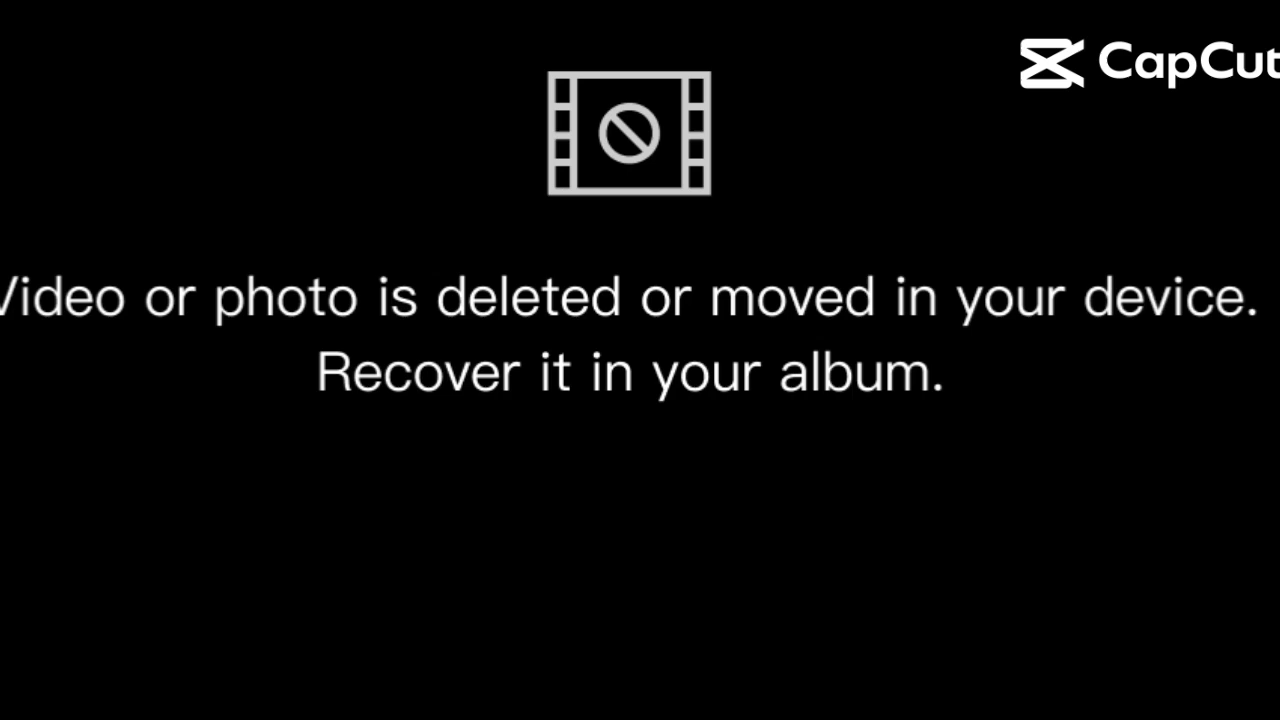 CapCut
Video or photo is deleted or moved in your device.
Recover it in your album.